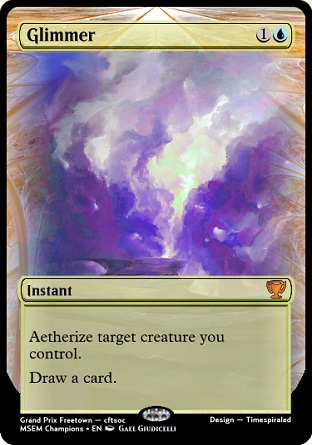 Glimmer 1
Instant
Aetherize target creature you
control.
Draw a card.
Grand Prix Freetown — cftsoc
Design — Timespiraled
MSEM Champions • EN Gael Giudicelli